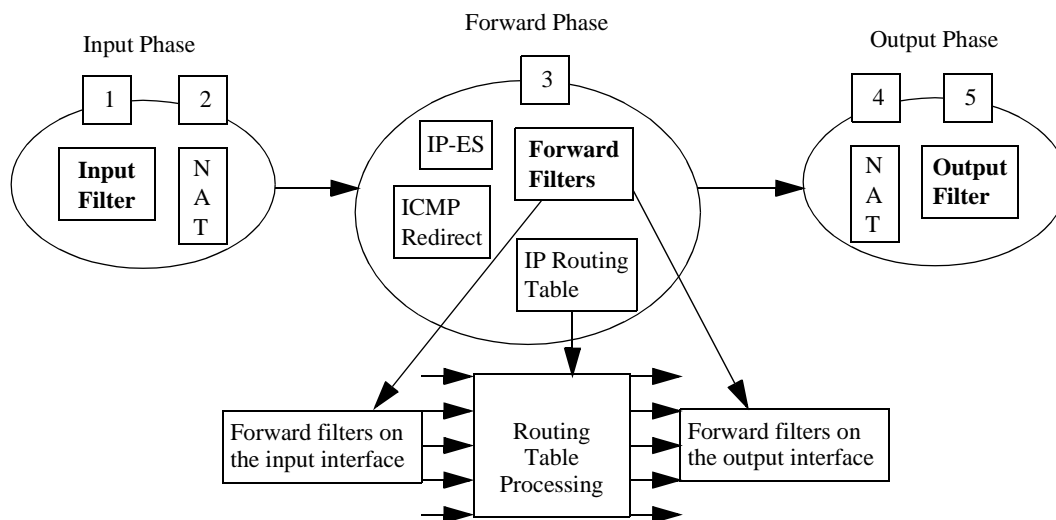 Input Phase
Forward Phase
Output Phase
1
2
3
4
5
Input
Filter
N
A
T
IP-ES
Forward
Filters
ICMP
Redirect
IP Routing
Table
N
A
T
Output
Filter
Forward filters on
the input interface
Routing
Table
Processing
Forward filters on
the output interface